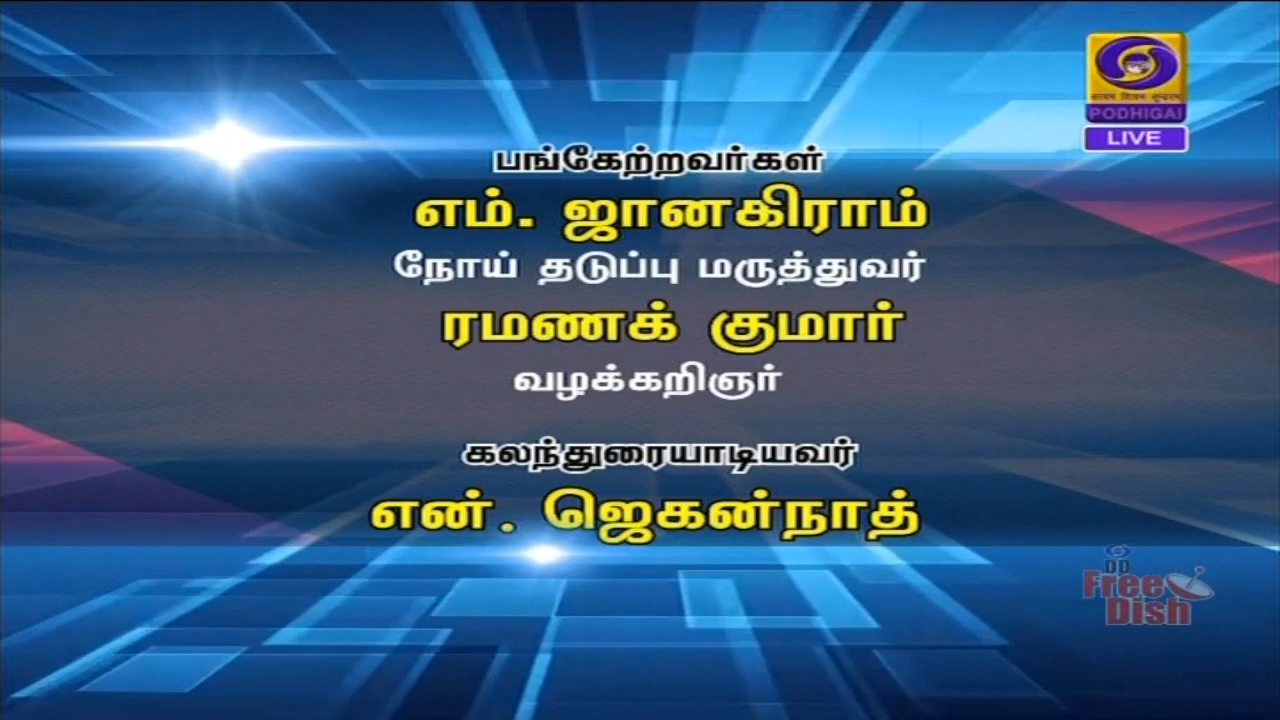 PODHIGAI
LIVE
பங்கேற்றவர்கள்
எம். ஜானகிராம்
நோய் தடுப்பு மருத்துவர்
ரமணக் குமார்
வழக்கறிஞர்
கலந்துரையாடியவர்
என். ஜெகன்நாத்
DD
Free
Dish